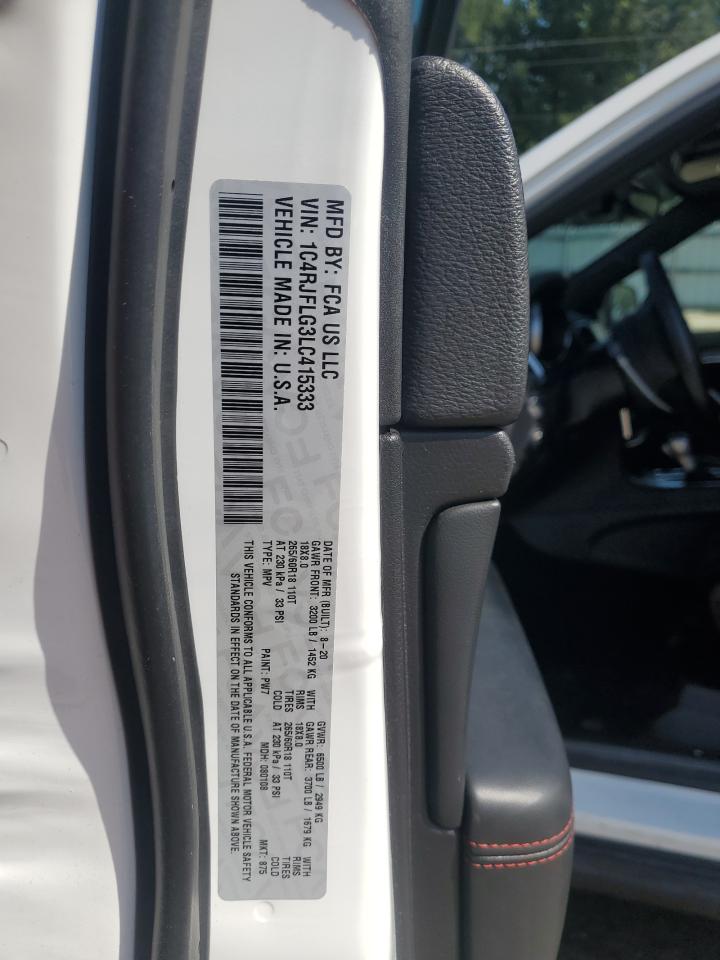 MFD BY: FCA US LLC
VIN: 1C4RJFLG3LC415333
VEHICLE MADE IN: U.S.A.
DATE OF MFR (BUILT): 8-20 GVWR: 6500 LB / 2949 KG
GAWR FRONT: 3200 LB / 1452 KG WITH GAWR REAR: 3700 LB / 1679 KG WITH
18X8.0 RIMS 18X8.0 RIMS
265/60R18 110T TIRES 265/60R18 110T TIRES
AT 230 kPa / 33 PSI COLD AT 230 kPa / 33 PSI COLD
TYPE: MPV PAINT: PW7 MDH: 080108 MKT: 875
THIS VEHICLE CONFORMS TO ALL APPLICABLE U.S.A. FEDERAL MOTOR VEHICLE SAFETY
STANDARDS IN EFFECT ON THE DATE OF MANUFACTURE SHOWN ABOVE.